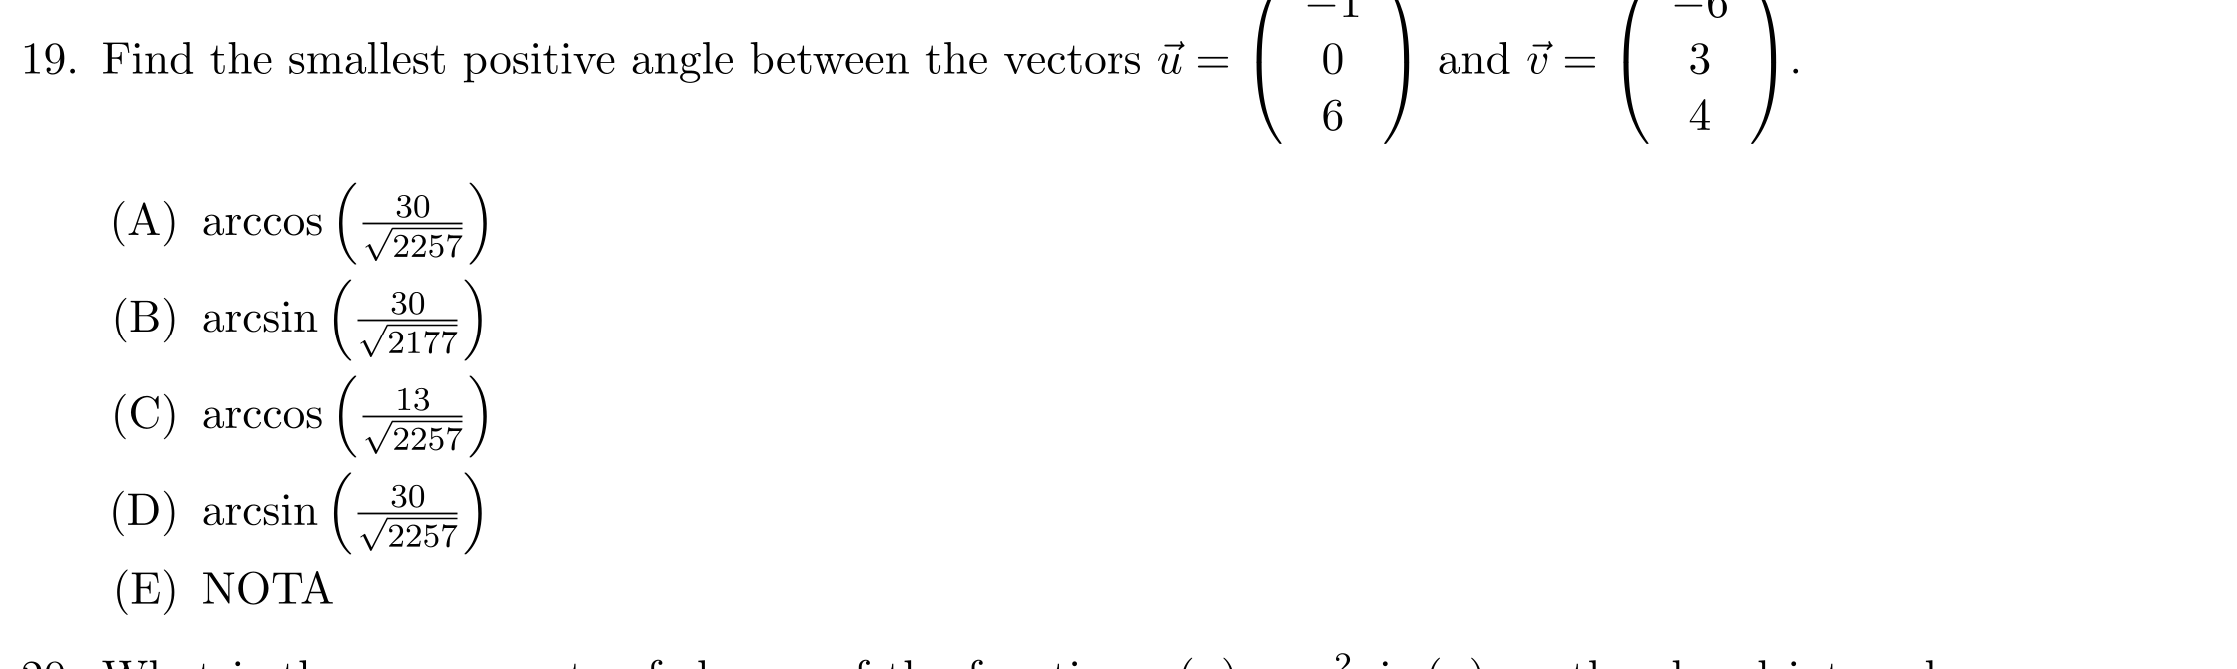 19. Find the smallest positive angle between the vectors \vec{u} = \begin{pmatrix} -1 \\ 0 \\ 6 \end{pmatrix} and \vec{v} = \begin{pmatrix} -6 \\ 3 \\ 4 \end{pmatrix}.
(A) arccos \left(\frac{30}{\sqrt{2257}}\right)
(B) arcsin \left(\frac{30}{\sqrt{2177}}\right)
(C) arccos \left(\frac{13}{\sqrt{2257}}\right)
(D) arcsin \left(\frac{30}{\sqrt{2257}}\right)
(E) NOTA